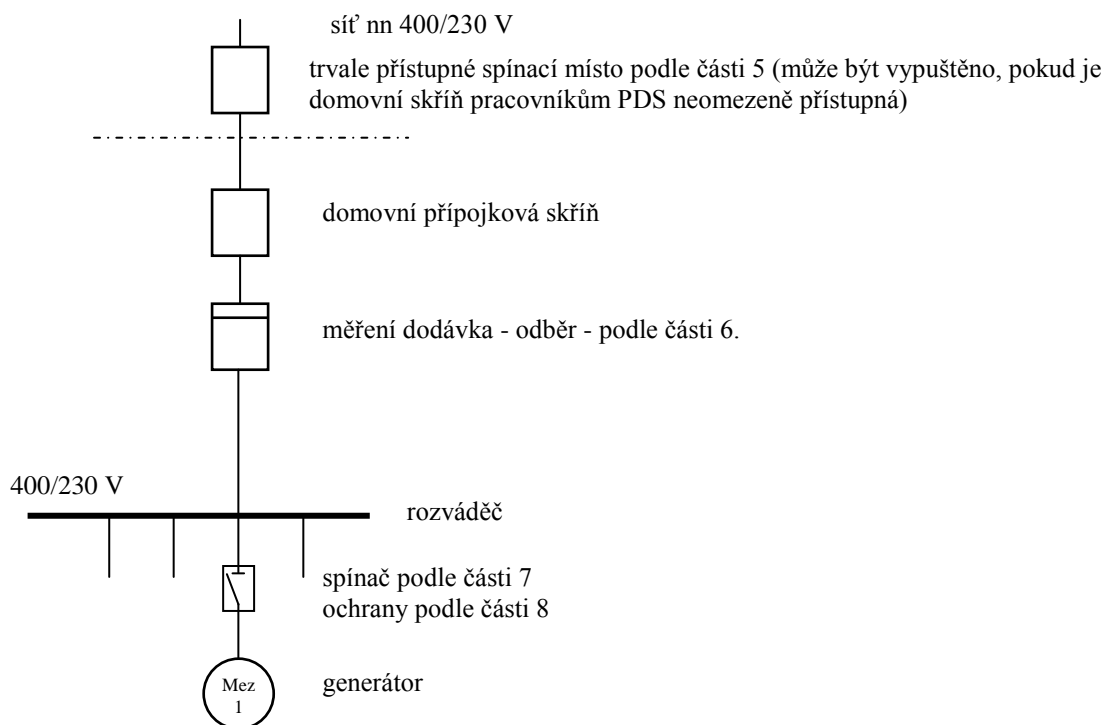 síť nn 400/230 V
trvale přístupné spínací místo podle části 5 (může být vypuštěno, pokud je
domovní skříň pracovníkům PDS neomezeně přístupná)
domovní přípojková skříň
měření dodávka - odběr - podle části 6.
400/230 V
rozváděč
spínač podle části 7
ochrany podle části 8
Mez
1
generátor